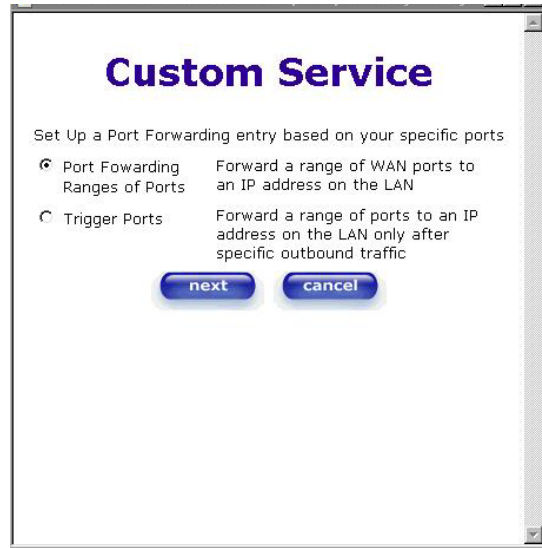 Custom Service
Set Up a Port Forwarding entry based on your specific ports
Port Fowarding
Ranges of Ports
Forward a range of WAN ports to
an IP address on the LAN
Trigger Ports
Forward a range of ports to an IP
address on the LAN only after
specific outbound traffic
next
cancel